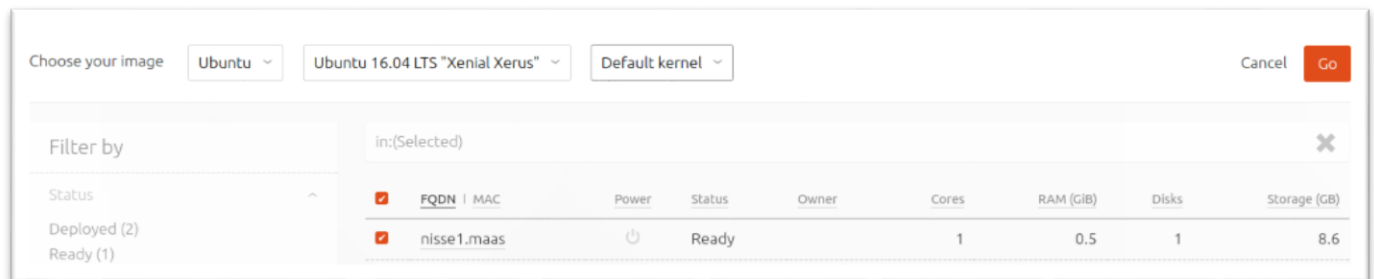 Choose your image Ubuntu Ubuntu 16.04 LTS "Xenial Xerus" Default kernel Cancel Go
Filter by
in:(Selected)
Status
FQDN | MAC Power Status Owner Cores RAM (GiB) Disks Storage (GB)
Deployed (2)
Ready (1)
nisse1.maas Ready 1 0.5 1 8.6